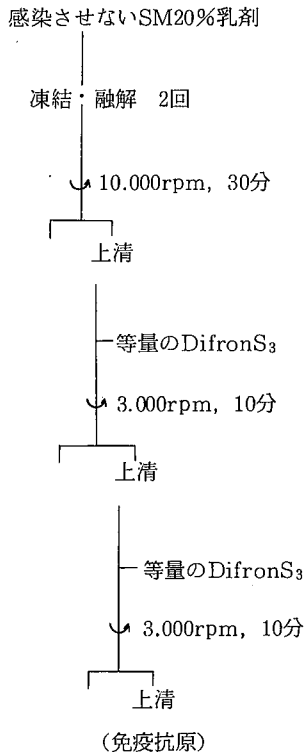 感染させないSM20%乳剤
凍結・融解 2回
10.000rpm, 30分
上清
等量のDifronS₃
3.000rpm, 10分
上清
等量のDifronS₃
3.000rpm, 10分
上清
(免疫抗原)